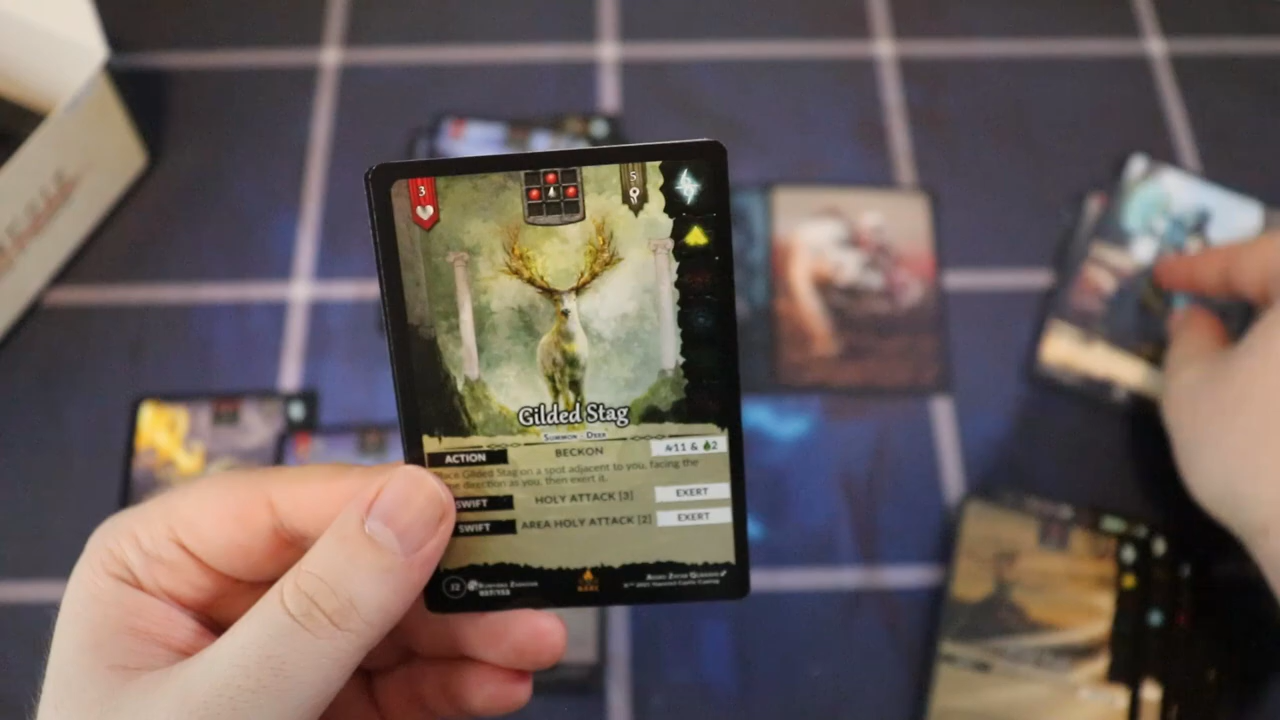 3
5
Gilded Stag
Summon - Deer
ACTION BECKON 11 & 2
Gilded Stag on a spot adjacent to you, facing the
direction as you, then exert it.
SWIFT HOLY ATTACK [3] EXERT
SWIFT AREA HOLY ATTACK [2] EXERT